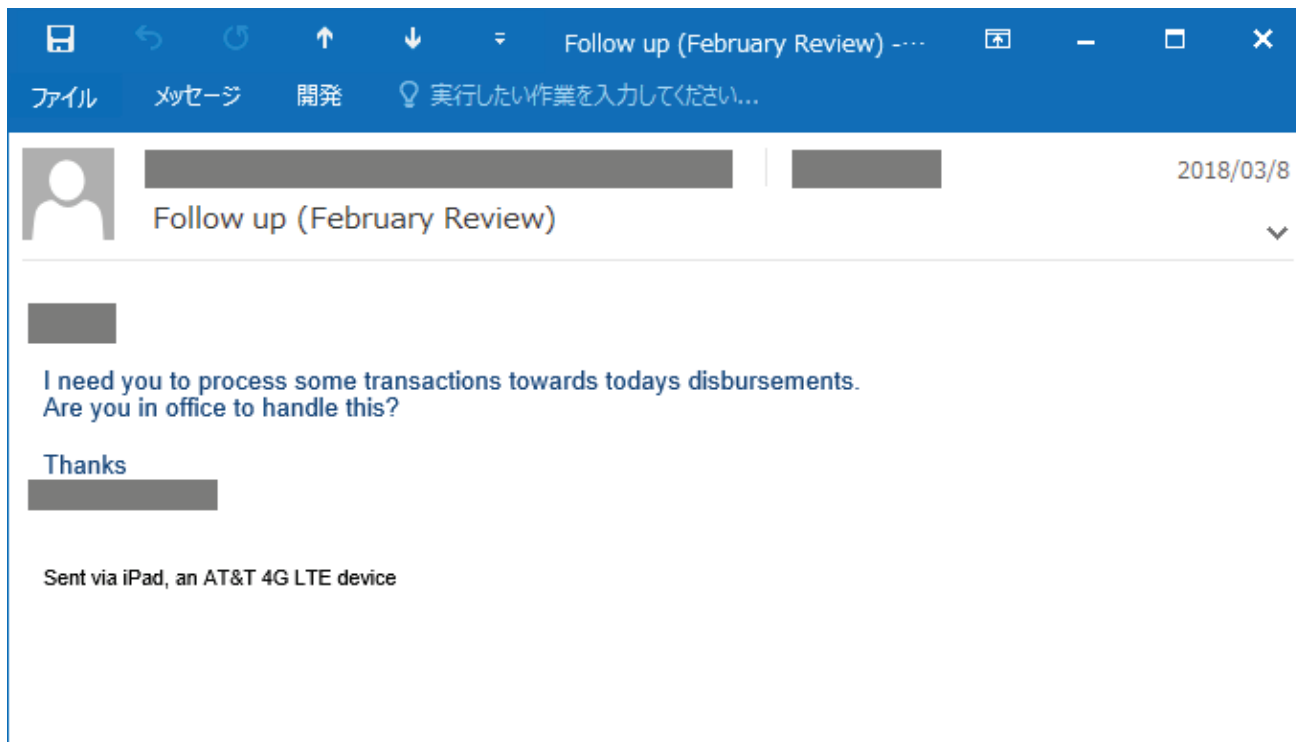 Follow up (February Review) -…
ファイル メッセージ 開発 実行したい作業を入力してください...
2018/03/8
Follow up (February Review)
I need you to process some transactions towards todays disbursements.
Are you in office to handle this?
Thanks
Sent via iPad, an AT&T 4G LTE device